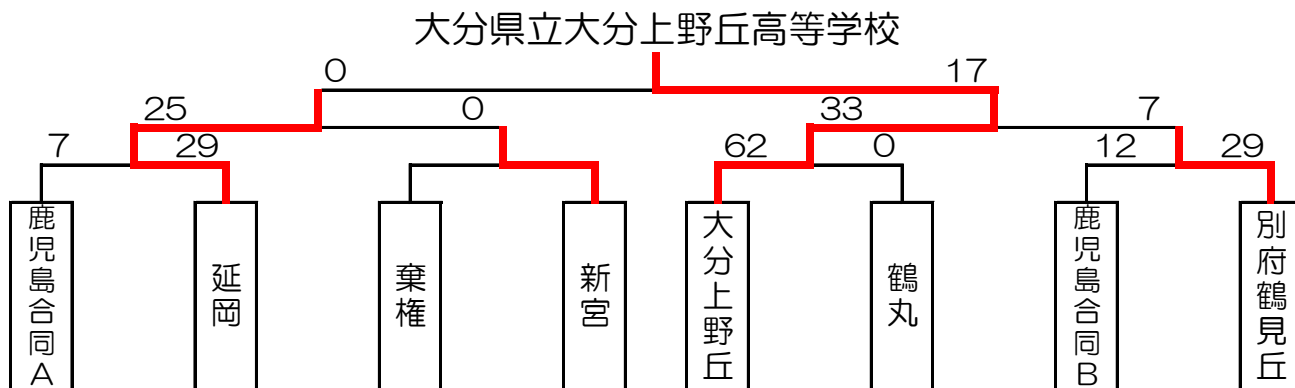 大分県立大分上野丘高等学校
0 17
25 0 33 7
7 29 62 0 12 29
鹿児島合同A
延岡
棄権
新宮
大分上野丘
鶴丸
鹿児島合同B
別府鶴見丘